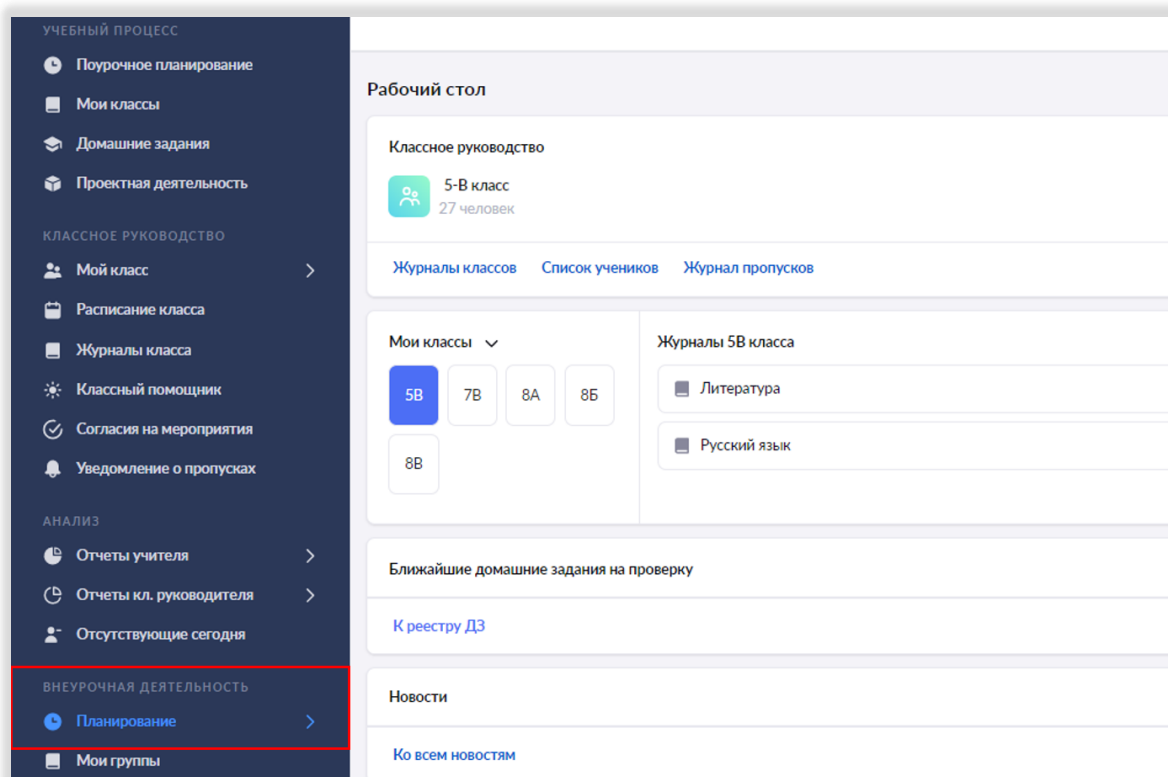 УЧЕБНЫЙ ПРОЦЕСС
Поурочное планирование
Мои классы
Домашние задания
Проектная деятельность
КЛАССНОЕ РУКОВОДСТВО
Мой класс
Расписание класса
Журналы класса
Классный помощник
Согласия на мероприятия
Уведомление о пропусках
АНАЛИЗ
Отчеты учителя
Отчеты кл. руководителя
Отсутствующие сегодня
ВНЕУРОЧНАЯ ДЕЯТЕЛЬНОСТЬ
Планирование
Мои группы
Рабочий стол
Классное руководство
5-В класс
27 человек
Журналы классов Список учеников Журнал пропусков
Мои классы
5В 7В 8А 8Б
8В
Журналы 5В класса
Литература
Русский язык
Ближайшие домашние задания на проверку
К реестру ДЗ
Новости
Ко всем новостям